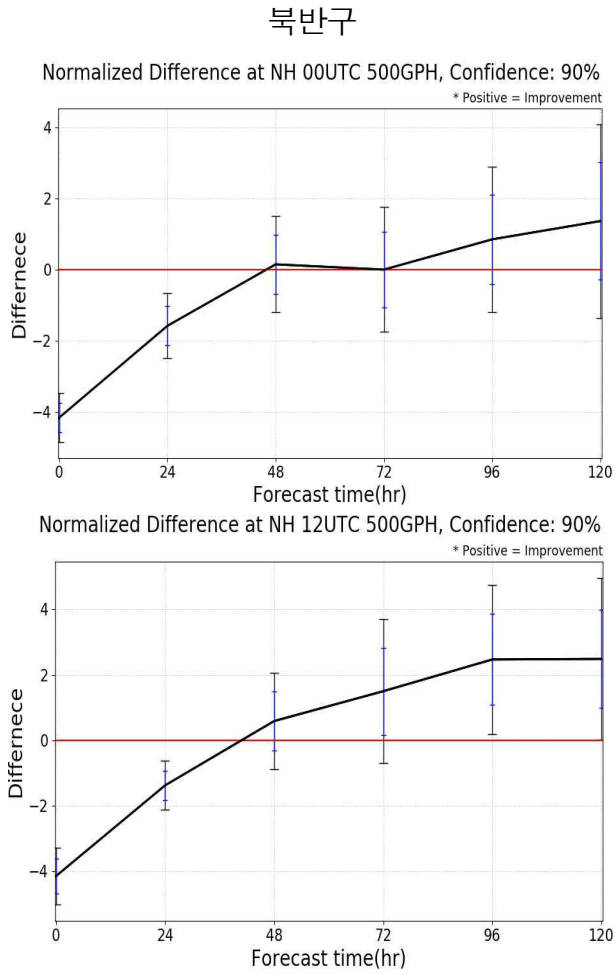 북반구
Normalized Difference at NH 00UTC 500GPH, Confidence: 90%
* Positive = Improvement
Differnece
4
2
0
−2
−4
0 24 48 72 96 120
Forecast time(hr)
Normalized Difference at NH 12UTC 500GPH, Confidence: 90%
* Positive = Improvement
Differnece
4
2
0
−2
−4
0 24 48 72 96 120
Forecast time(hr)